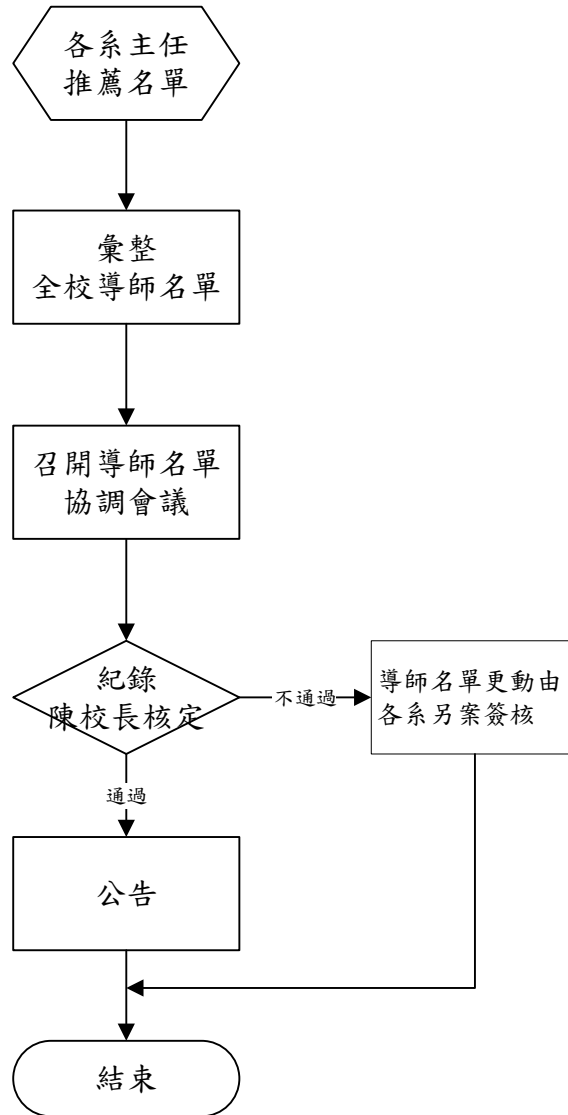 各系主任
推薦名單
彙整
全校導師名單
召開導師名單
協調會議
紀錄
陳校長核定
不通過
導師名單更動由
各系另案簽核
通過
公告
結束